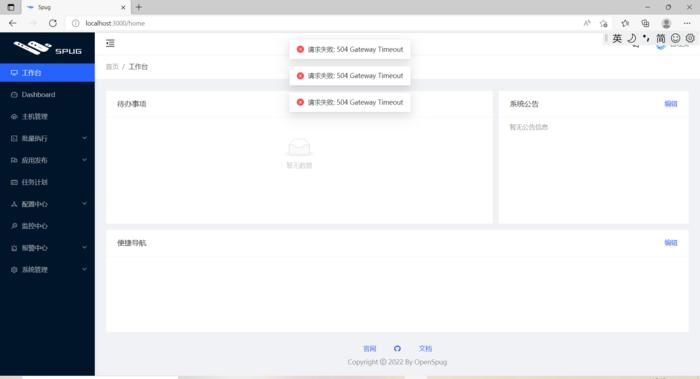 Spug
localhost:3000/home
SPUG
请求失败: 504 Gateway Timeout
请求失败: 504 Gateway Timeout
请求失败: 504 Gateway Timeout
英 简
首页 / 工作台
工作台
Dashboard
主机管理
批量执行
应用发布
任务计划
配置中心
监控中心
报警中心
系统管理
待办事项
暂无数据
系统公告 编辑
暂无公告信息
便捷导航 编辑
官网 文档
Copyright © 2022 By OpenSpug